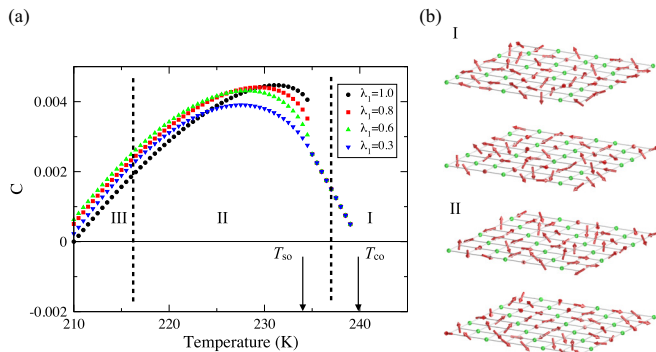 (a)
(b)
C
0.004
0.002
0
-0.002
λ1=1.0
λ1=0.8
λ1=0.6
λ1=0.3
III
II
I
Tso
Tco
210
220
230
240
Temperature (K)
I
II